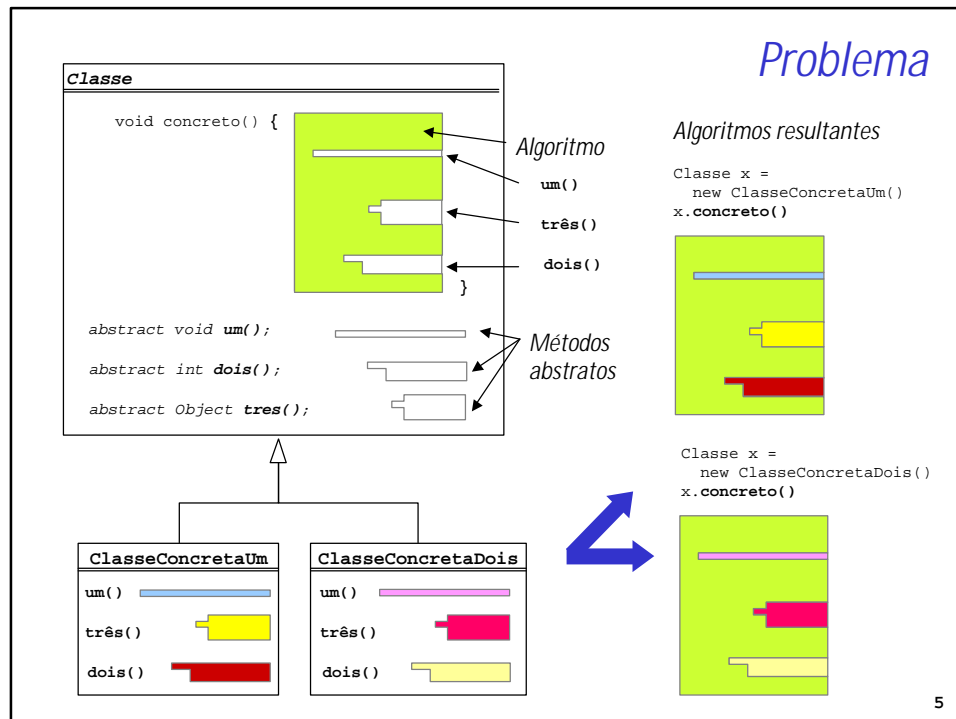 Problema
Classe
void concreto() {
Algoritmo
um()
três()
dois()
}
abstract void um();
abstract int dois();
abstract Object tres();
Métodos
abstratos
Algoritmos resultantes
Classe x =
new ClasseConcretaUm()
x.concreto()
Classe x =
new ClasseConcretaDois()
x.concreto()
ClasseConcretaUm
um()
três()
dois()
ClasseConcretaDois
um()
três()
dois()
5